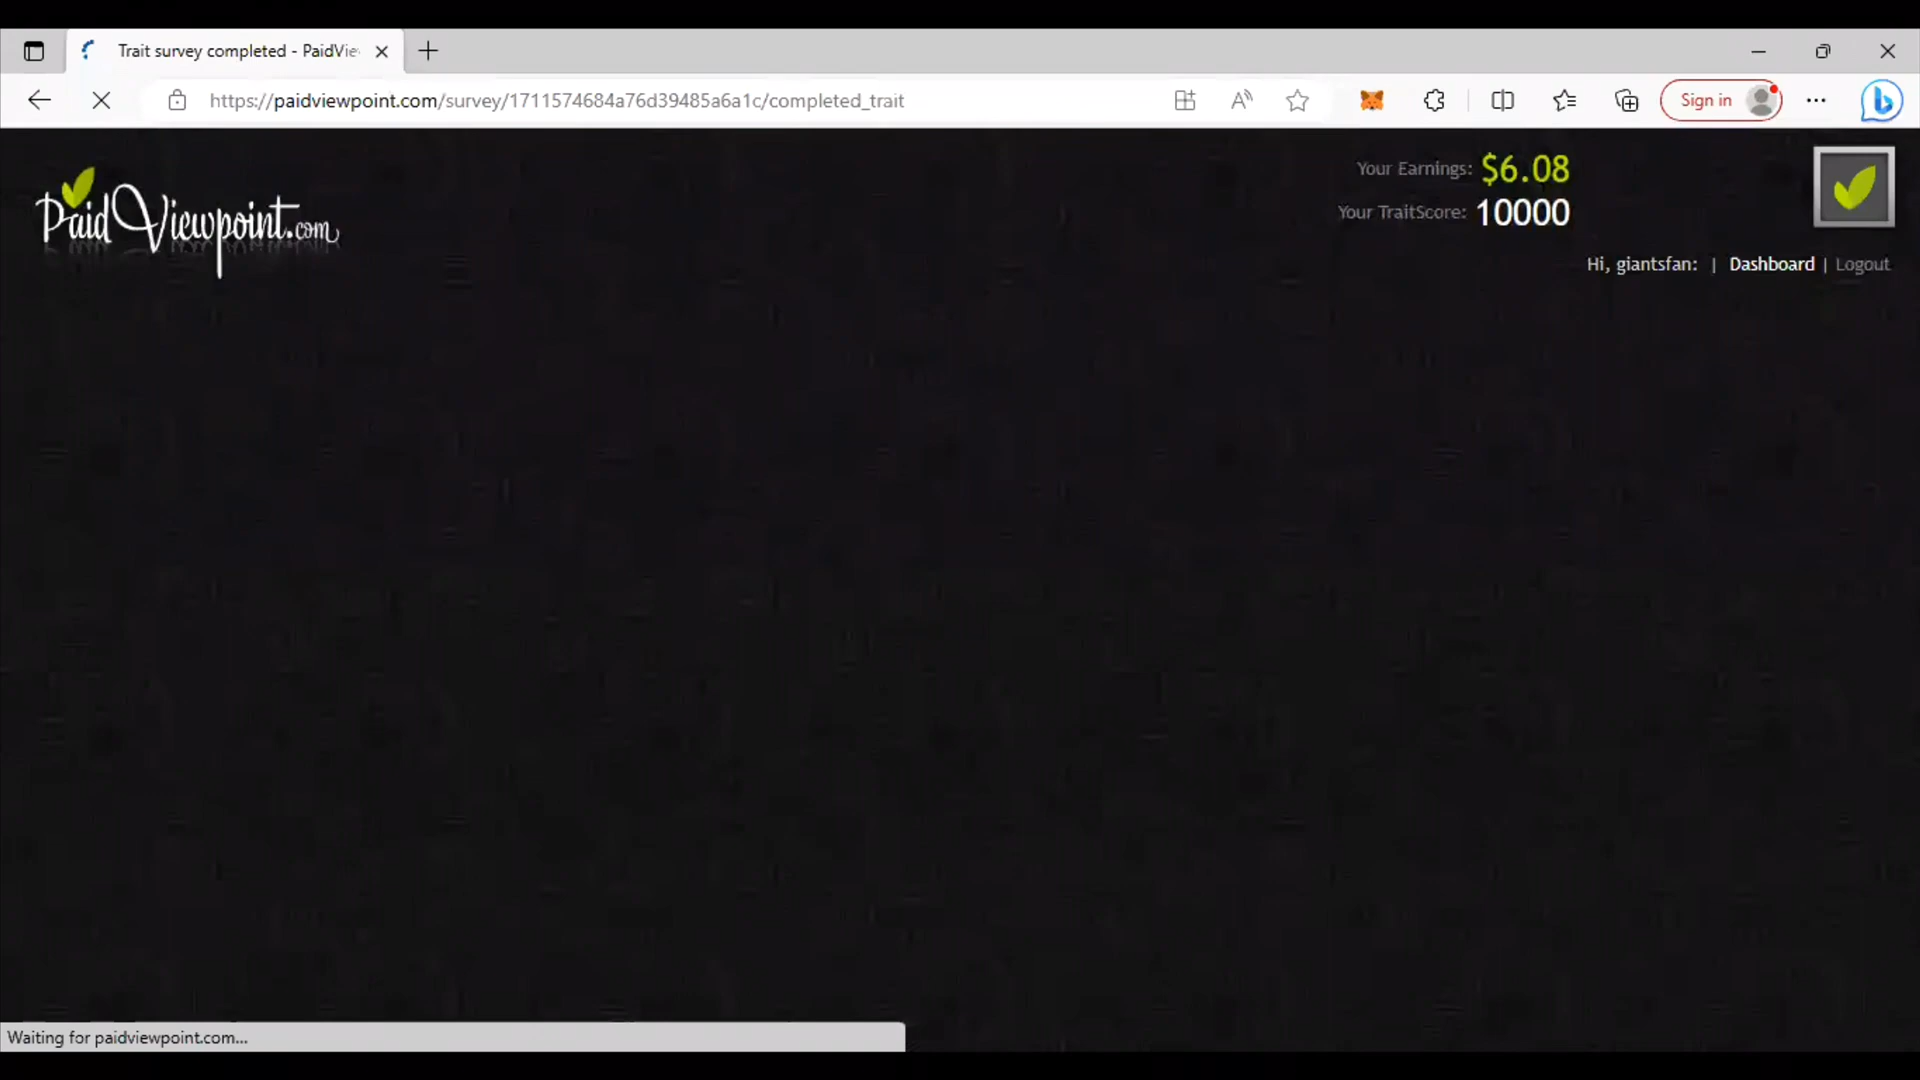 Trait survey completed - PaidVie
https://paidviewpoint.com/survey/1711574684a76d39485a6a1c/completed_trait
Sign in
PaidViewpoint.com
Your Earnings: $6.08
Your TraitScore: 10000
Hi, giantsfan: | Dashboard | Logout
Waiting for paidviewpoint.com...